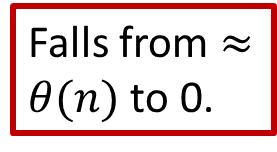 Falls from ≈
θ(n) to 0.